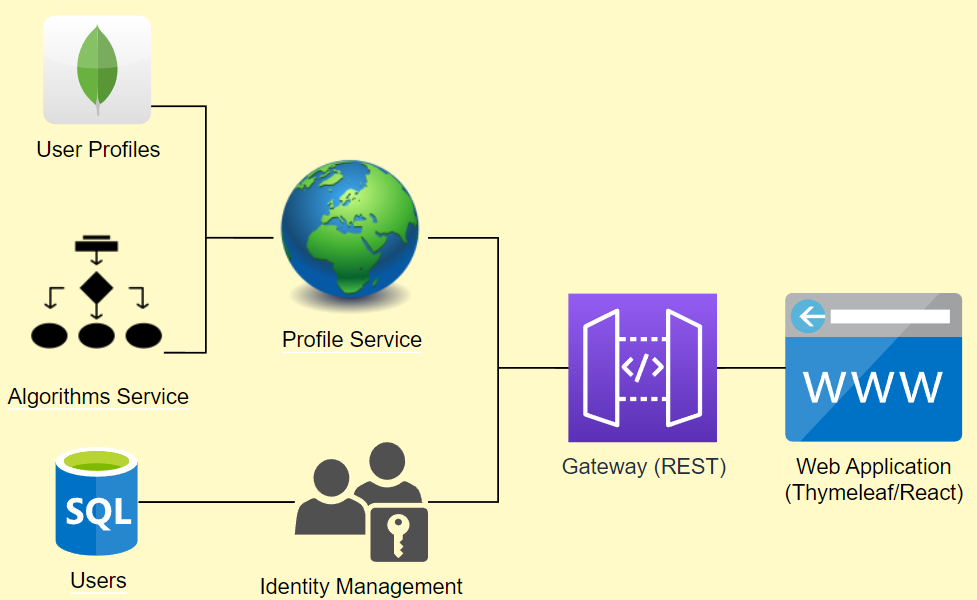 User Profiles
Profile Service
Algorithms Service
SQL
Users
Identity Management
</>
Gateway (REST)
WWW
Web Application
(Thymeleaf/React)